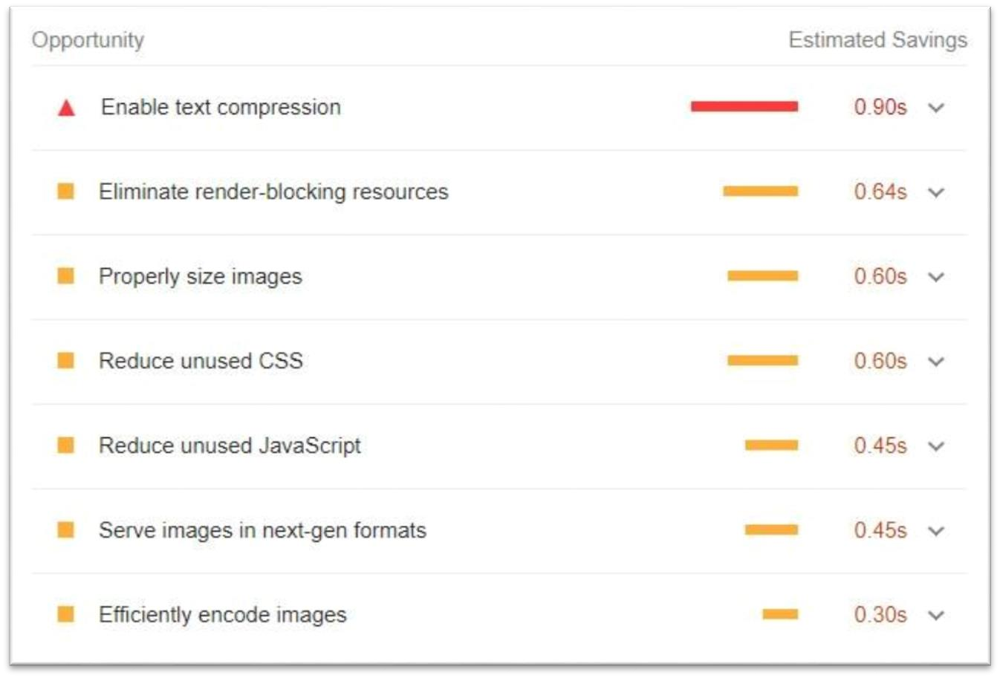 Opportunity Estimated Savings
Enable text compression 0.90s
Eliminate render-blocking resources 0.64s
Properly size images 0.60s
Reduce unused CSS 0.60s
Reduce unused JavaScript 0.45s
Serve images in next-gen formats 0.45s
Efficiently encode images 0.30s